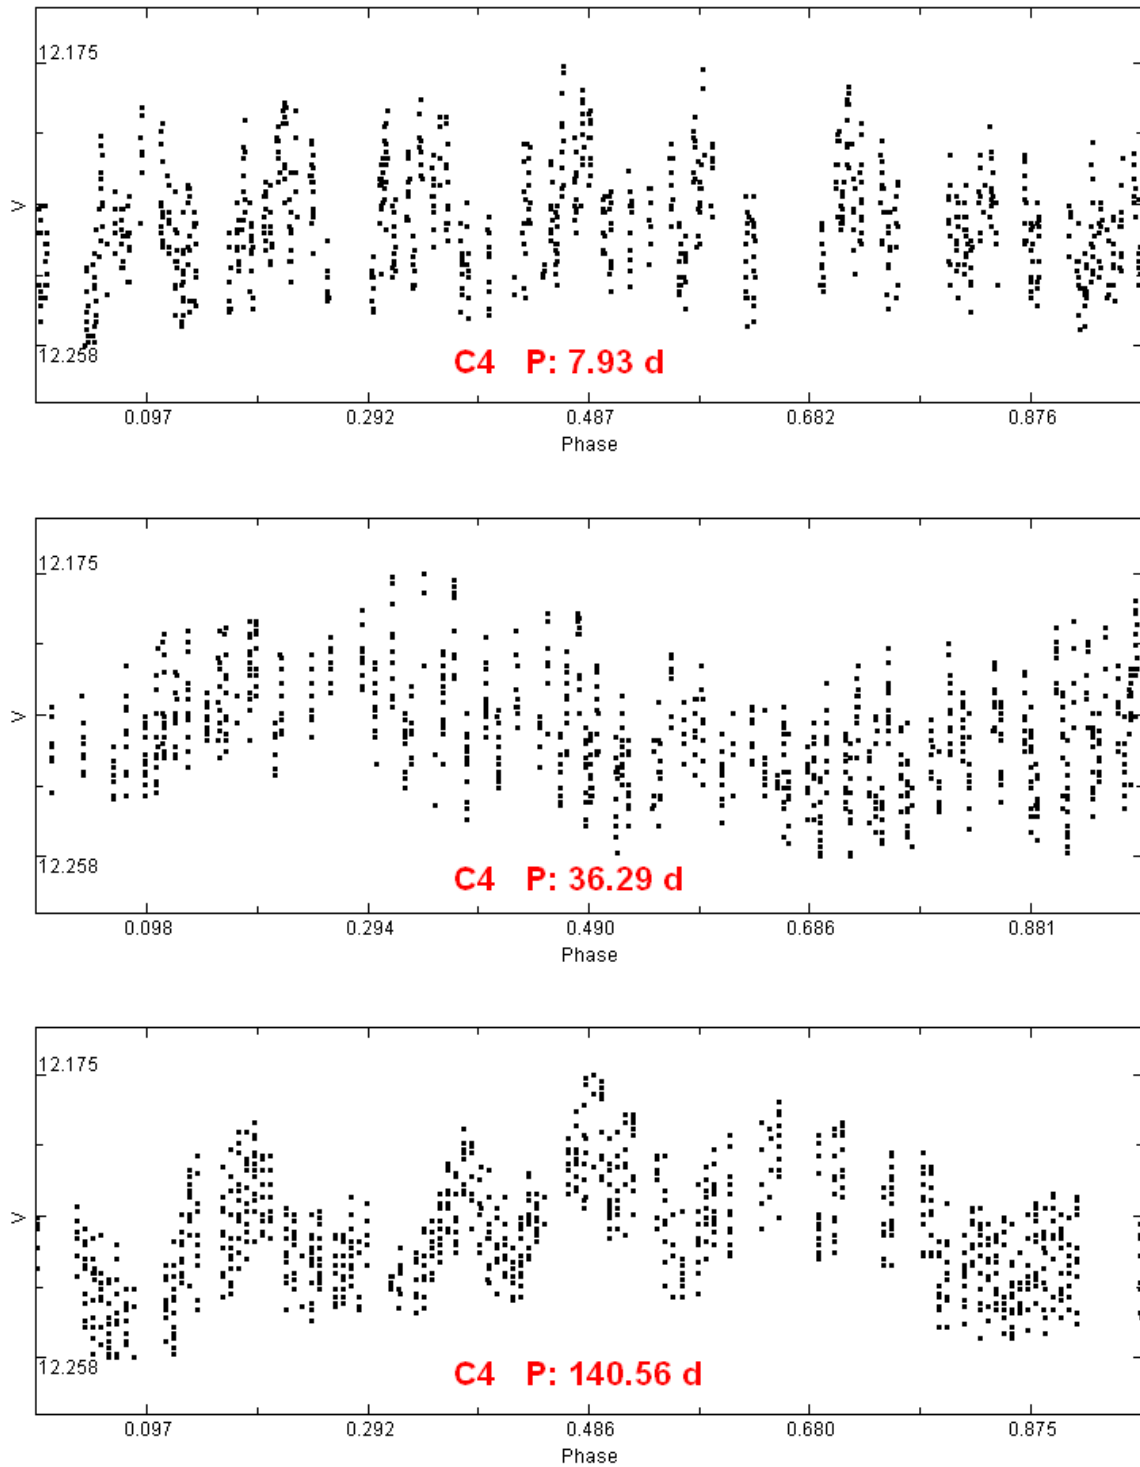 12.175
V
12.258
C4 P: 7.93 d
0.097 0.292 0.487 0.682 0.876
Phase
12.175
V
12.258
C4 P: 36.29 d
0.098 0.294 0.490 0.686 0.881
Phase
12.175
V
12.258
C4 P: 140.56 d
0.097 0.292 0.486 0.680 0.875
Phase